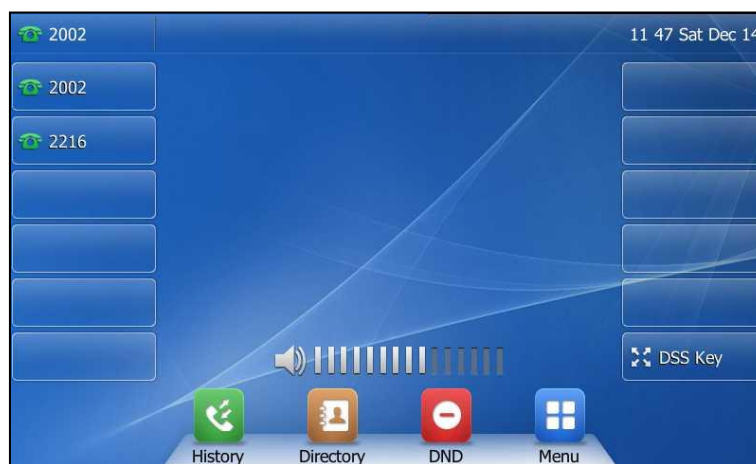 2002
11 47 Sat Dec 14
2002
2216
DSS Key
History
Directory
DND
Menu